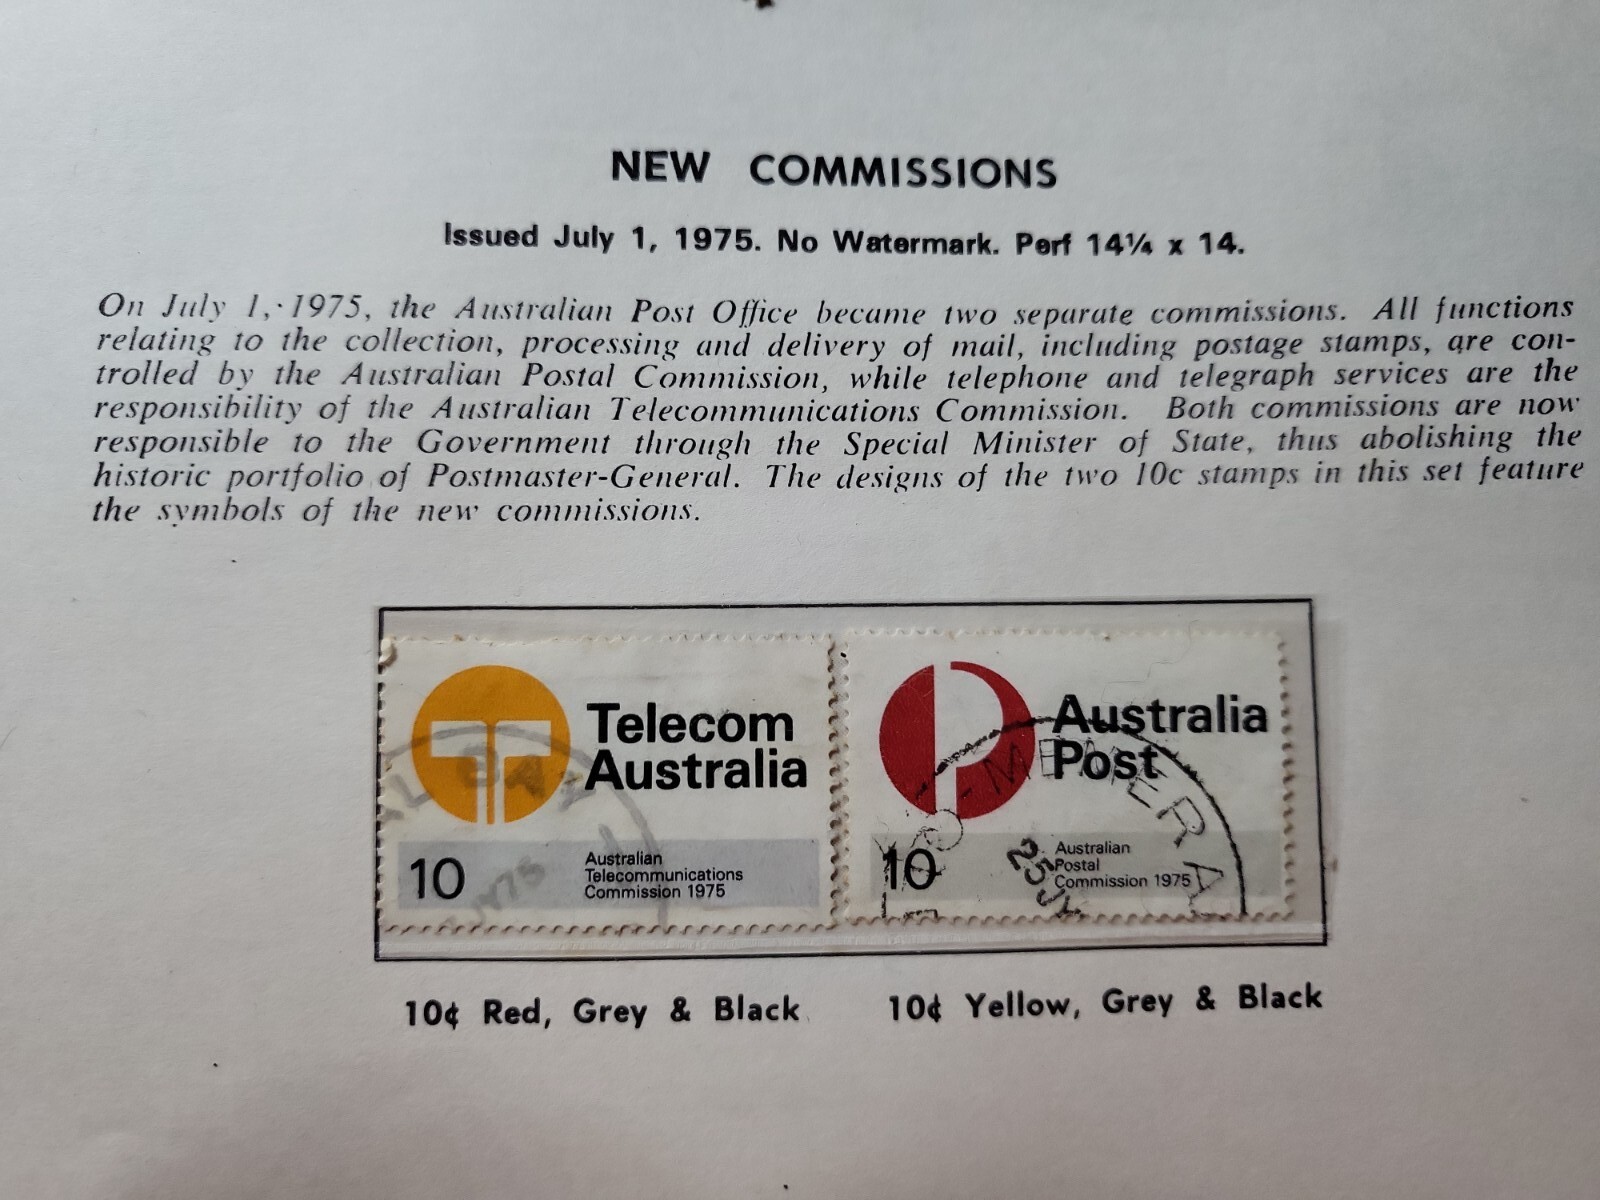 NEW COMMISSIONS
Issued July 1, 1975. No Watermark. Perf 14¼ x 14.
On July 1, 1975, the Australian Post Office became two separate commissions. All functions
relating to the collection, processing and delivery of mail, including postage stamps, are con-
trolled by the Australian Postal Commission, while telephone and telegraph services are the
responsibility of the Australian Telecommunications Commission. Both commissions are now
responsible to the Government through the Special Minister of State, thus abolishing the
historic portfolio of Postmaster-General. The designs of the two 10c stamps in this set feature
the symbols of the new commissions.
Telecom
Australia
10
Australian
Telecommunications
Commission 1975
Australia
Post
10
Australian
Postal
Commission 1975
25
10¢ Red, Grey & Black
10¢ Yellow, Grey & Black